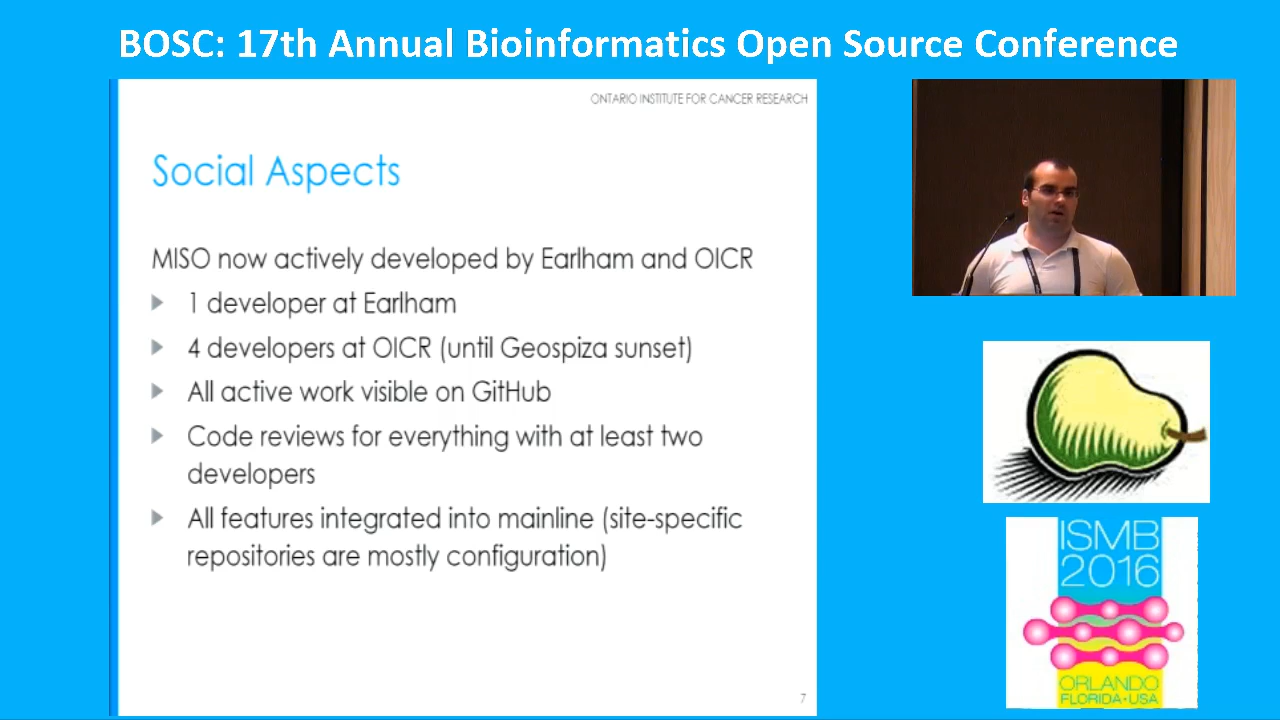 BOSC: 17th Annual Bioinformatics Open Source Conference
ONTARIO INSTITUTE FOR CANCER RESEARCH
Social Aspects
MISO now actively developed by Earlham and OICR
1 developer at Earlham
4 developers at OICR (until Geospiza sunset)
All active work visible on GitHub
Code reviews for everything with at least two
developers
All features integrated into mainline (site-specific
repositories are mostly configuration)
7
ISMB
2016
ORLANDO
FLORIDA•USA